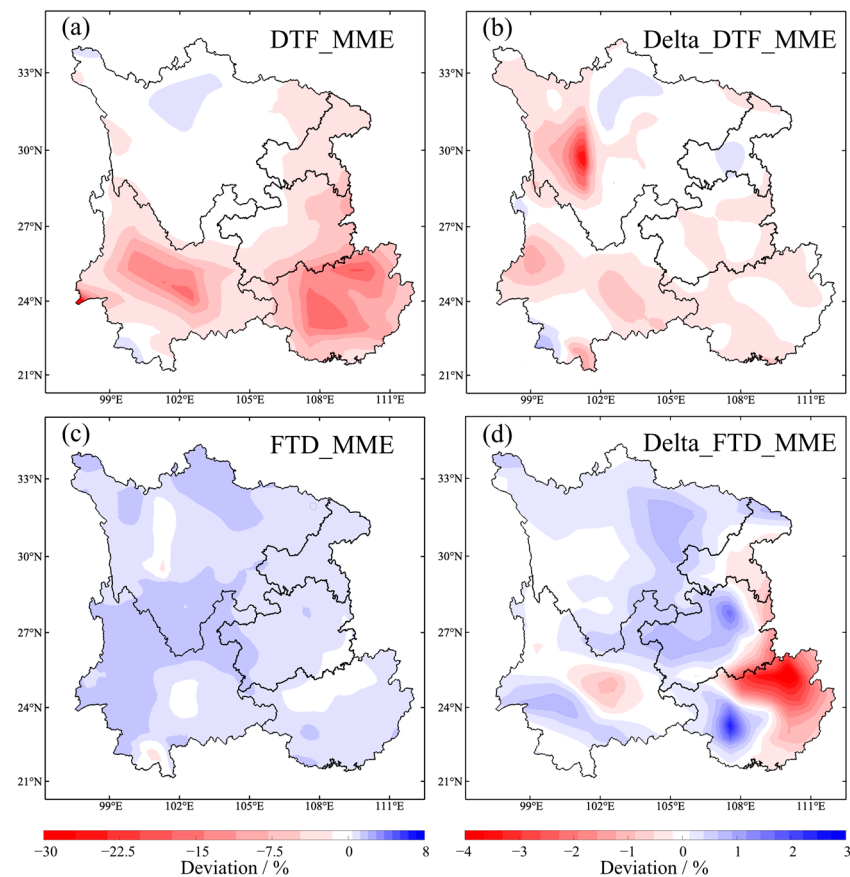 (a) DTF_MME
(b) Delta_DTF_MME
33°N
30°N
27°N
24°N
21°N
99°E 102°E 105°E 108°E 111°E
33°N
30°N
27°N
24°N
21°N
99°E 102°E 105°E 108°E 111°E
(c) FTD_MME
(d) Delta_FTD_MME
33°N
30°N
27°N
24°N
21°N
99°E 102°E 105°E 108°E 111°E
33°N
30°N
27°N
24°N
21°N
99°E 102°E 105°E 108°E 111°E
−30 −22.5 −15 −7.5 0 8
Deviation / %
−4 −3 −2 −1 0 1 2 3
Deviation / %